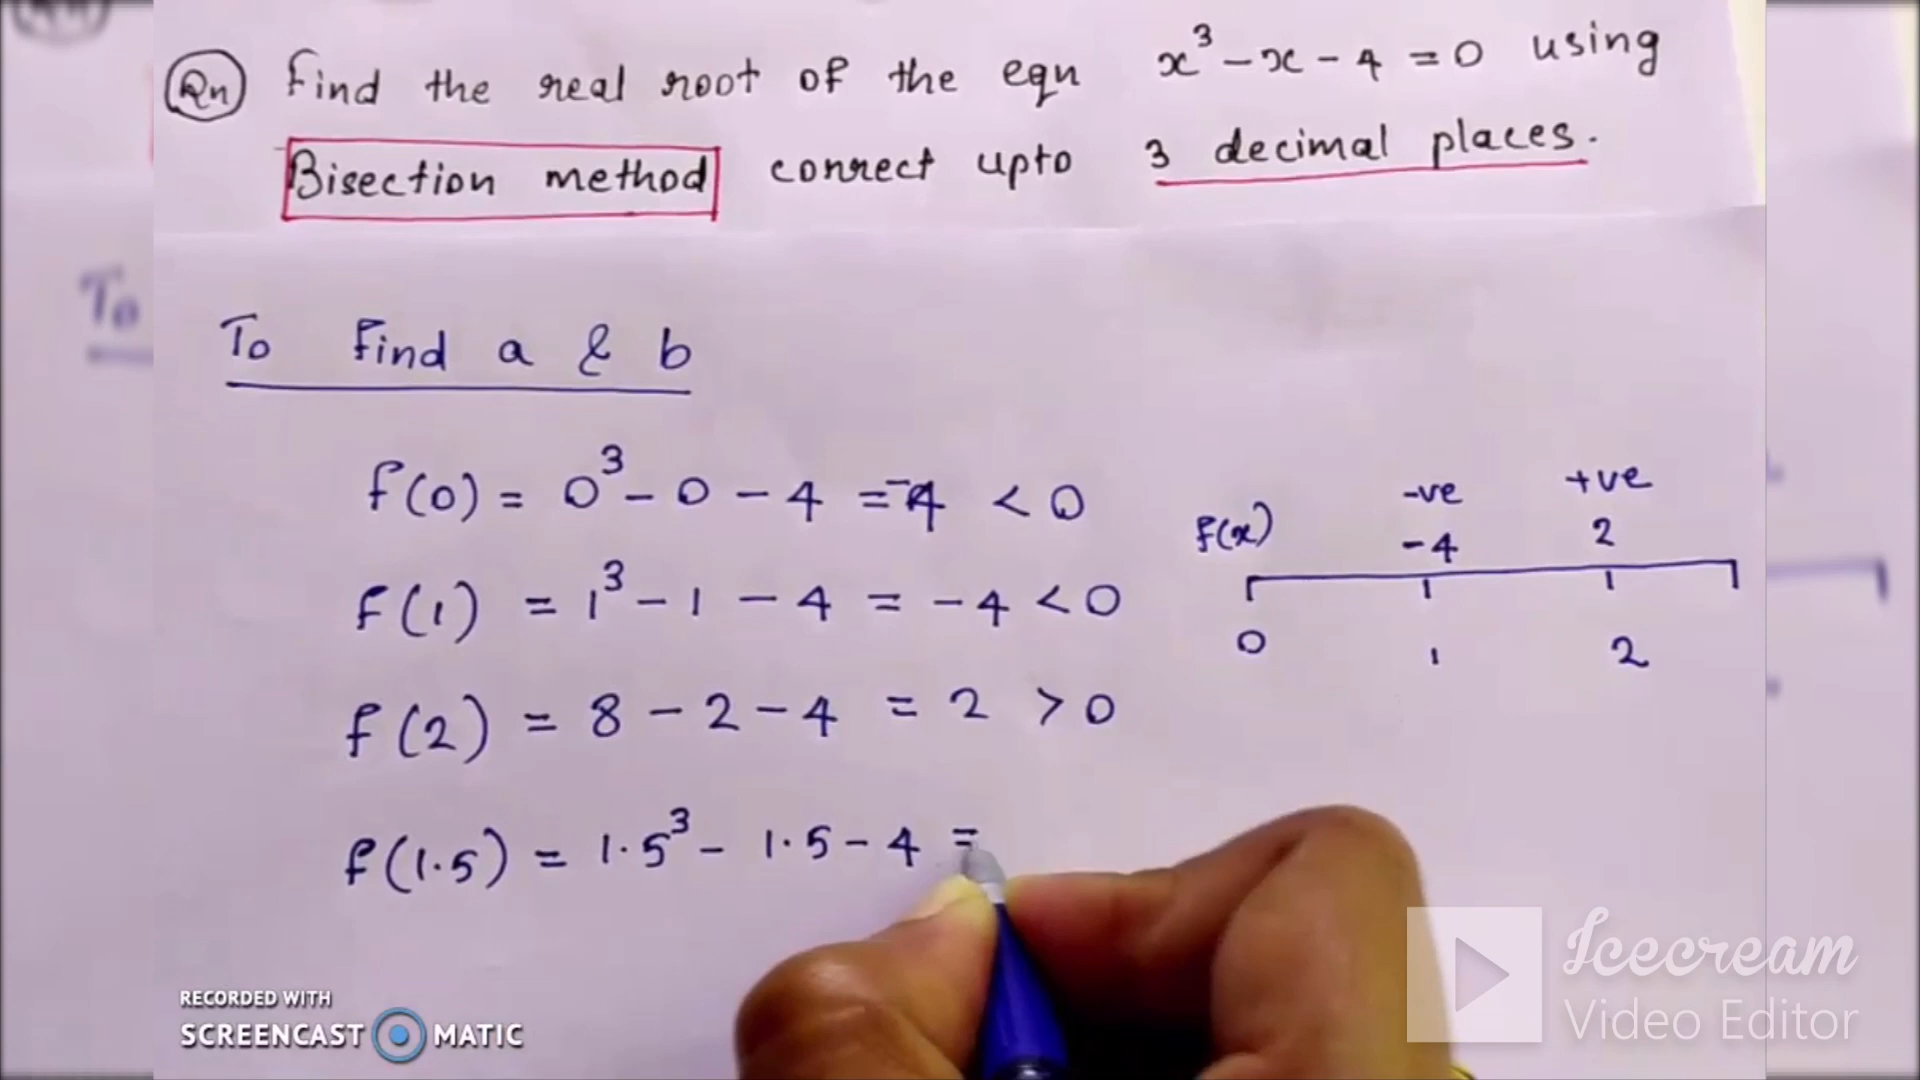 Qn Find the real root of the eqn x³ - x - 4 = 0 using
Bisection method correct upto 3 decimal places.
To
To Find a & b
f(0) = 0³ - 0 - 4 = -4 < 0
f(1) = 1³ - 1 - 4 = -4 < 0
f(2) = 8 - 2 - 4 = 2 > 0
f(1.5) = 1.5³ - 1.5 - 4 =
-ve +ve
f(x) -4 2
0 1 2
RECORDED WITH
SCREENCAST MATIC
Icecream
Video Editor